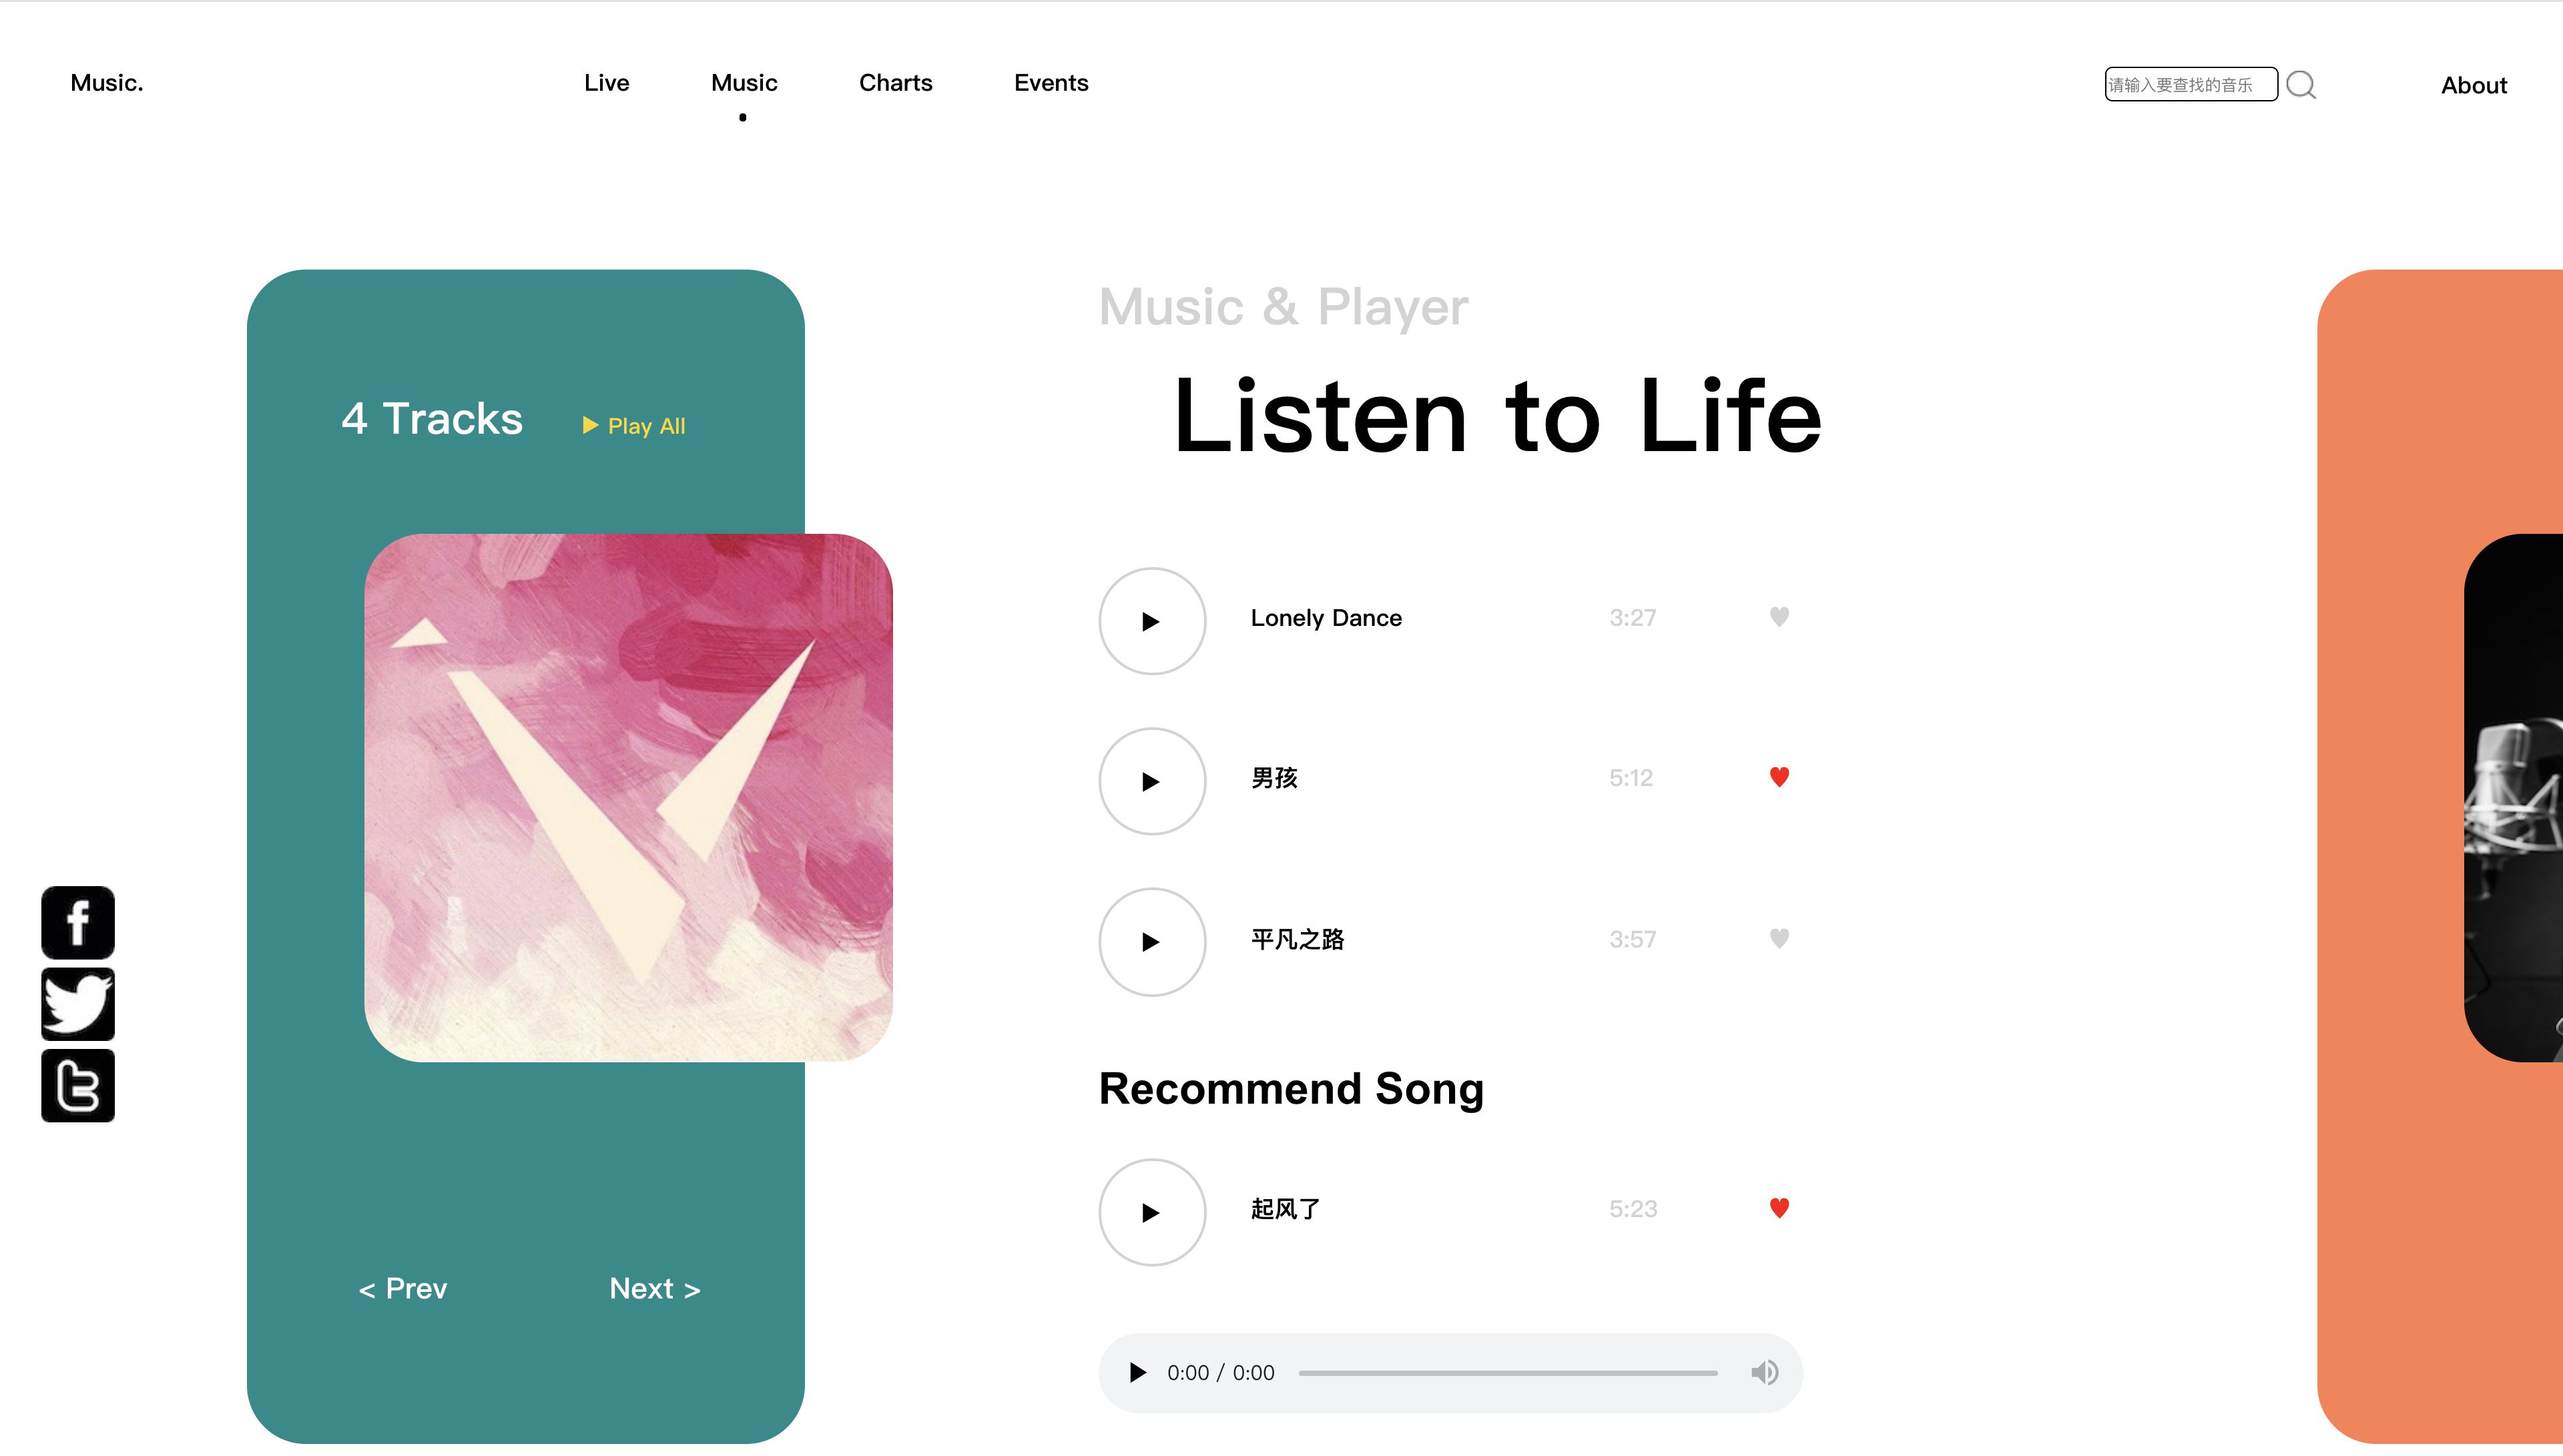 Music.
Live
Music
Charts
Events
请输入要查找的音乐
About
4 Tracks
Play All
< Prev
Next >
Music & Player
Listen to Life
Lonely Dance
3:27
男孩
5:12
平凡之路
3:57
Recommend Song
起风了
5:23
0:00 / 0:00